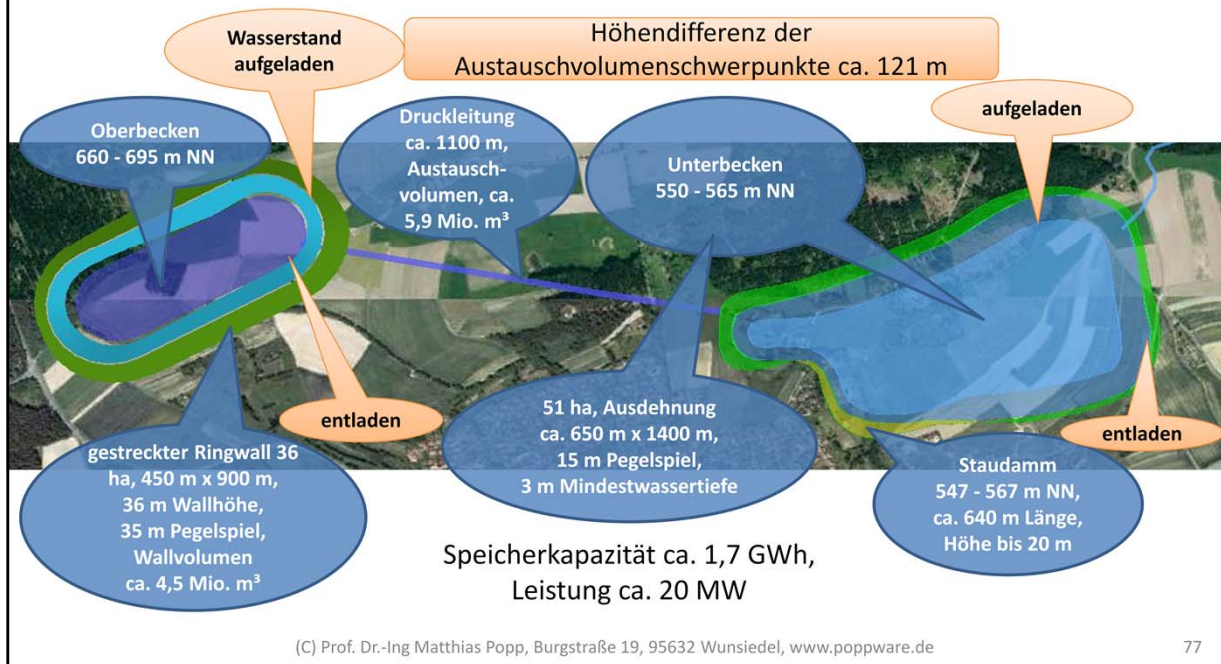 Wasserstand
aufgeladen
Höhendifferenz der
Austauschvolumenschwerpunkte ca. 121 m
aufgeladen
Oberbecken
660 - 695 m NN
Druckleitung
ca. 1100 m,
Austausch-
volumen, ca.
5,9 Mio. m³
Unterbecken
550 - 565 m NN
entladen
gestreckter Ringwall 36
ha, 450 m x 900 m,
36 m Wallhöhe,
35 m Pegelspiel,
Wallvolumen
ca. 4,5 Mio. m³
51 ha, Ausdehnung
ca. 650 m x 1400 m,
15 m Pegelspiel,
3 m Mindestwassertiefe
entladen
Staudamm
547 - 567 m NN,
ca. 640 m Länge,
Höhe bis 20 m
Speicherkapazität ca. 1,7 GWh,
Leistung ca. 20 MW
(C) Prof. Dr.-Ing Matthias Popp, Burgstraße 19, 95632 Wunsiedel, www.poppware.de
77